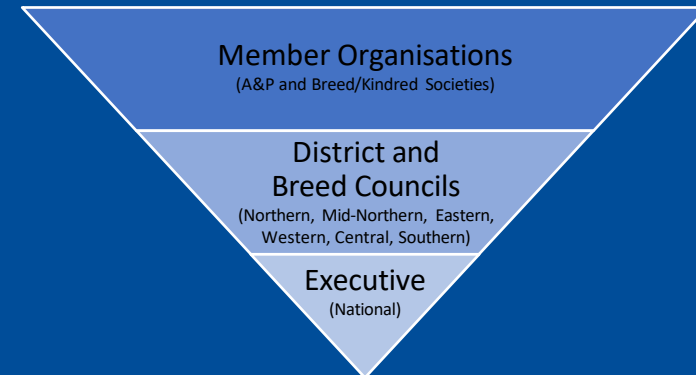 Member Organisations
(A&P and Breed/Kindred Societies)
District and
Breed Councils
(Northern, Mid-Northern, Eastern,
Western, Central, Southern)
Executive
(National)